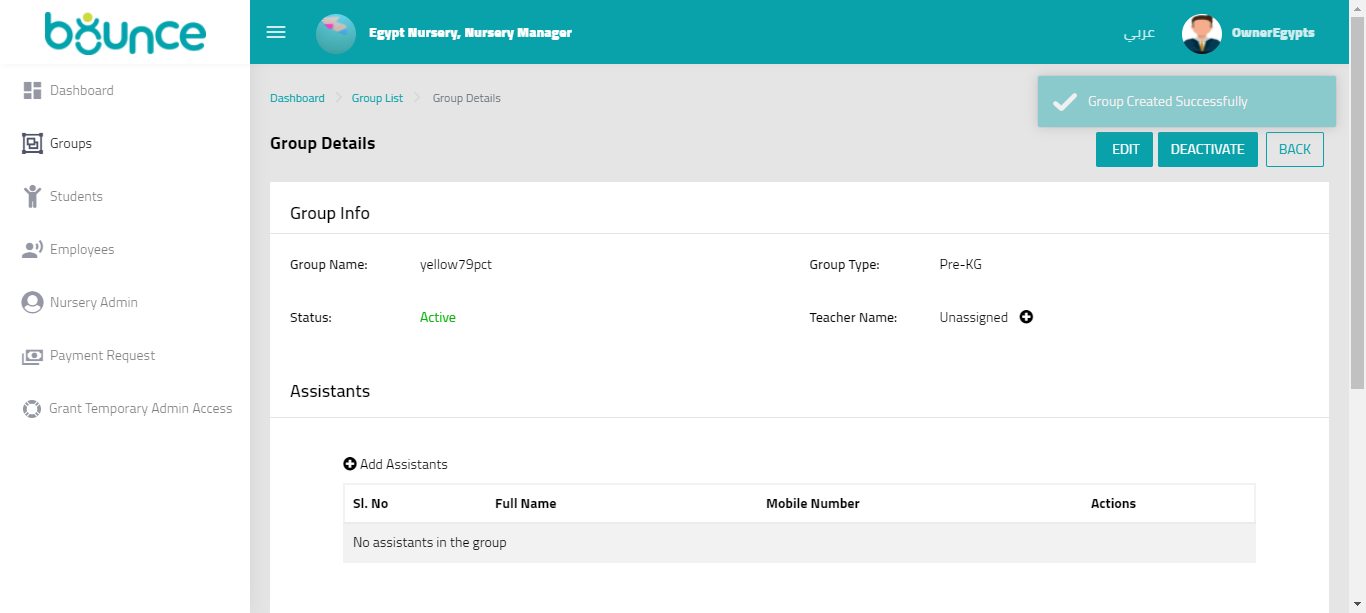 bounce
Egypt Nursery, Nursery Manager
عربي
OwnerEgypts
Dashboard
Groups
Students
Employees
Nursery Admin
Payment Request
Grant Temporary Admin Access
Dashboard
Group List
Group Details
Group Created Successfully
Group Details
EDIT
DEACTIVATE
BACK
Group Info
Group Name: yellow79pct
Group Type: Pre-KG
Status: Active
Teacher Name: Unassigned
Assistants
Add Assistants
Sl. No Full Name Mobile Number Actions
No assistants in the group